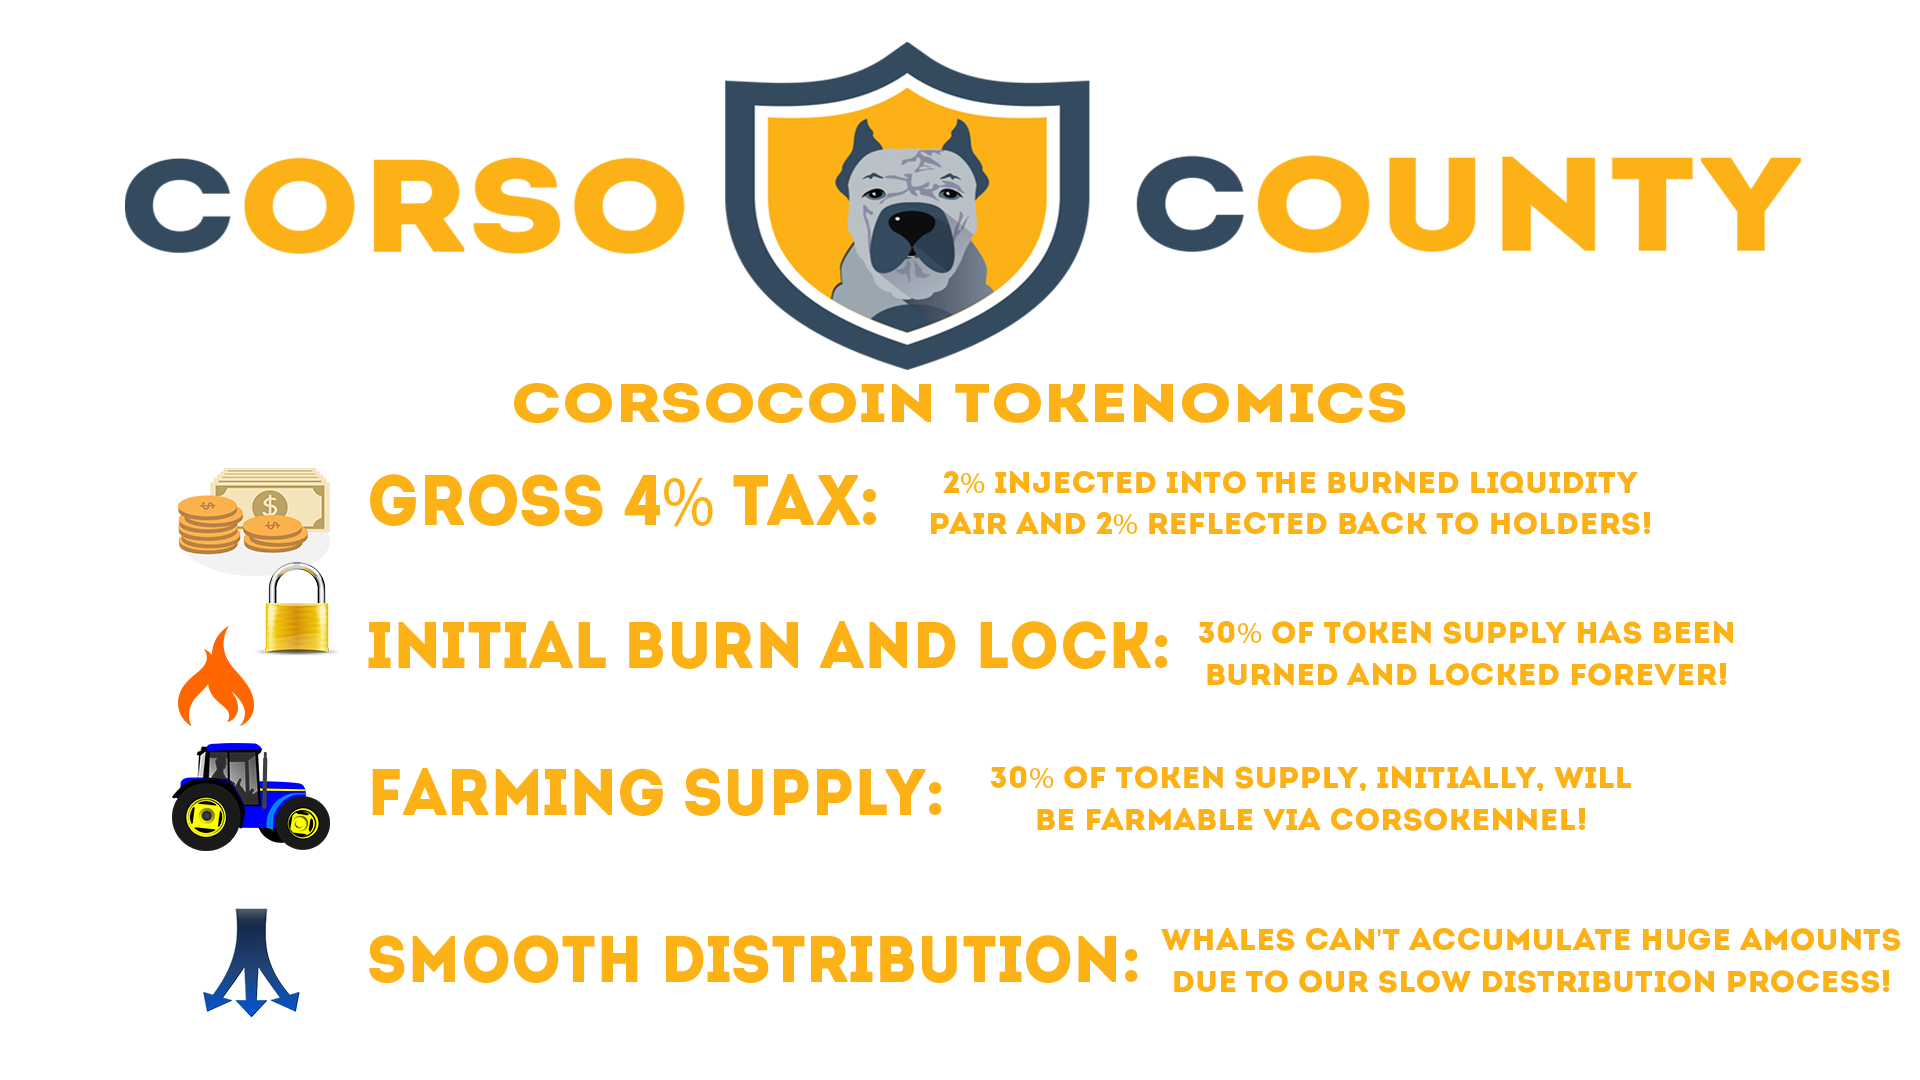 CORSO COUNTY
CORSOCOIN TOKENOMICS
GROSS 4% TAX:
2% INJECTED INTO THE BURNED LIQUIDITY
PAIR AND 2% REFLECTED BACK TO HOLDERS!
INITIAL BURN AND LOCK:
30% OF TOKEN SUPPLY HAS BEEN
BURNED AND LOCKED FOREVER!
FARMING SUPPLY:
30% OF TOKEN SUPPLY, INITIALLY, WILL
BE FARMABLE VIA CORSOKENNEL!
SMOOTH DISTRIBUTION:
WHALES CAN'T ACCUMULATE HUGE AMOUNTS
DUE TO OUR SLOW DISTRIBUTION PROCESS!